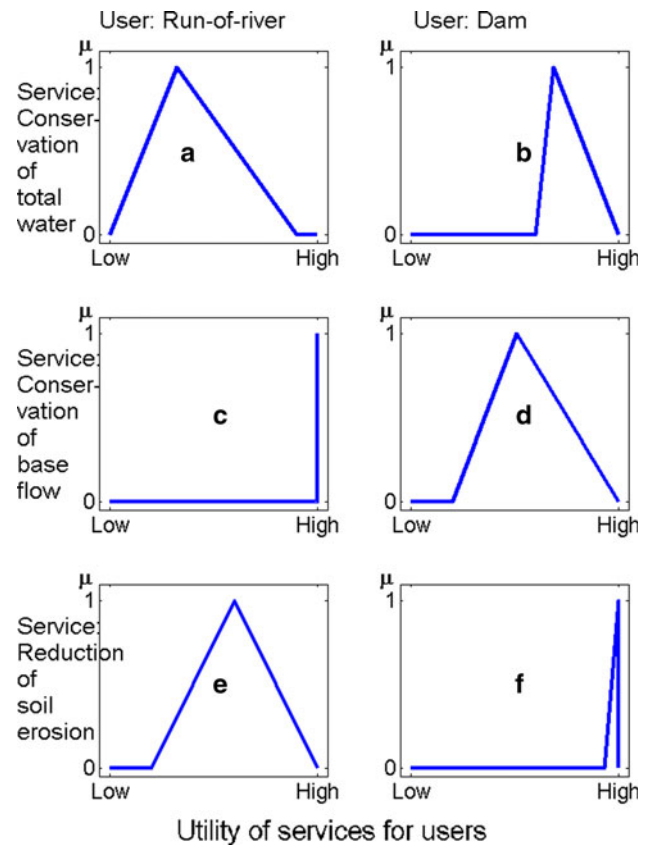 User: Run-of-river
User: Dam
μ
1
0
Service:
Conser-
vation
of
total
water
a
Low
High
μ
1
0
b
Low
High
μ
1
0
Service:
Conser-
vation
of
base
flow
c
Low
High
μ
1
0
d
Low
High
μ
1
0
Service:
Reduction
of
soil
erosion
e
Low
High
μ
1
0
f
Low
High
Utility of services for users